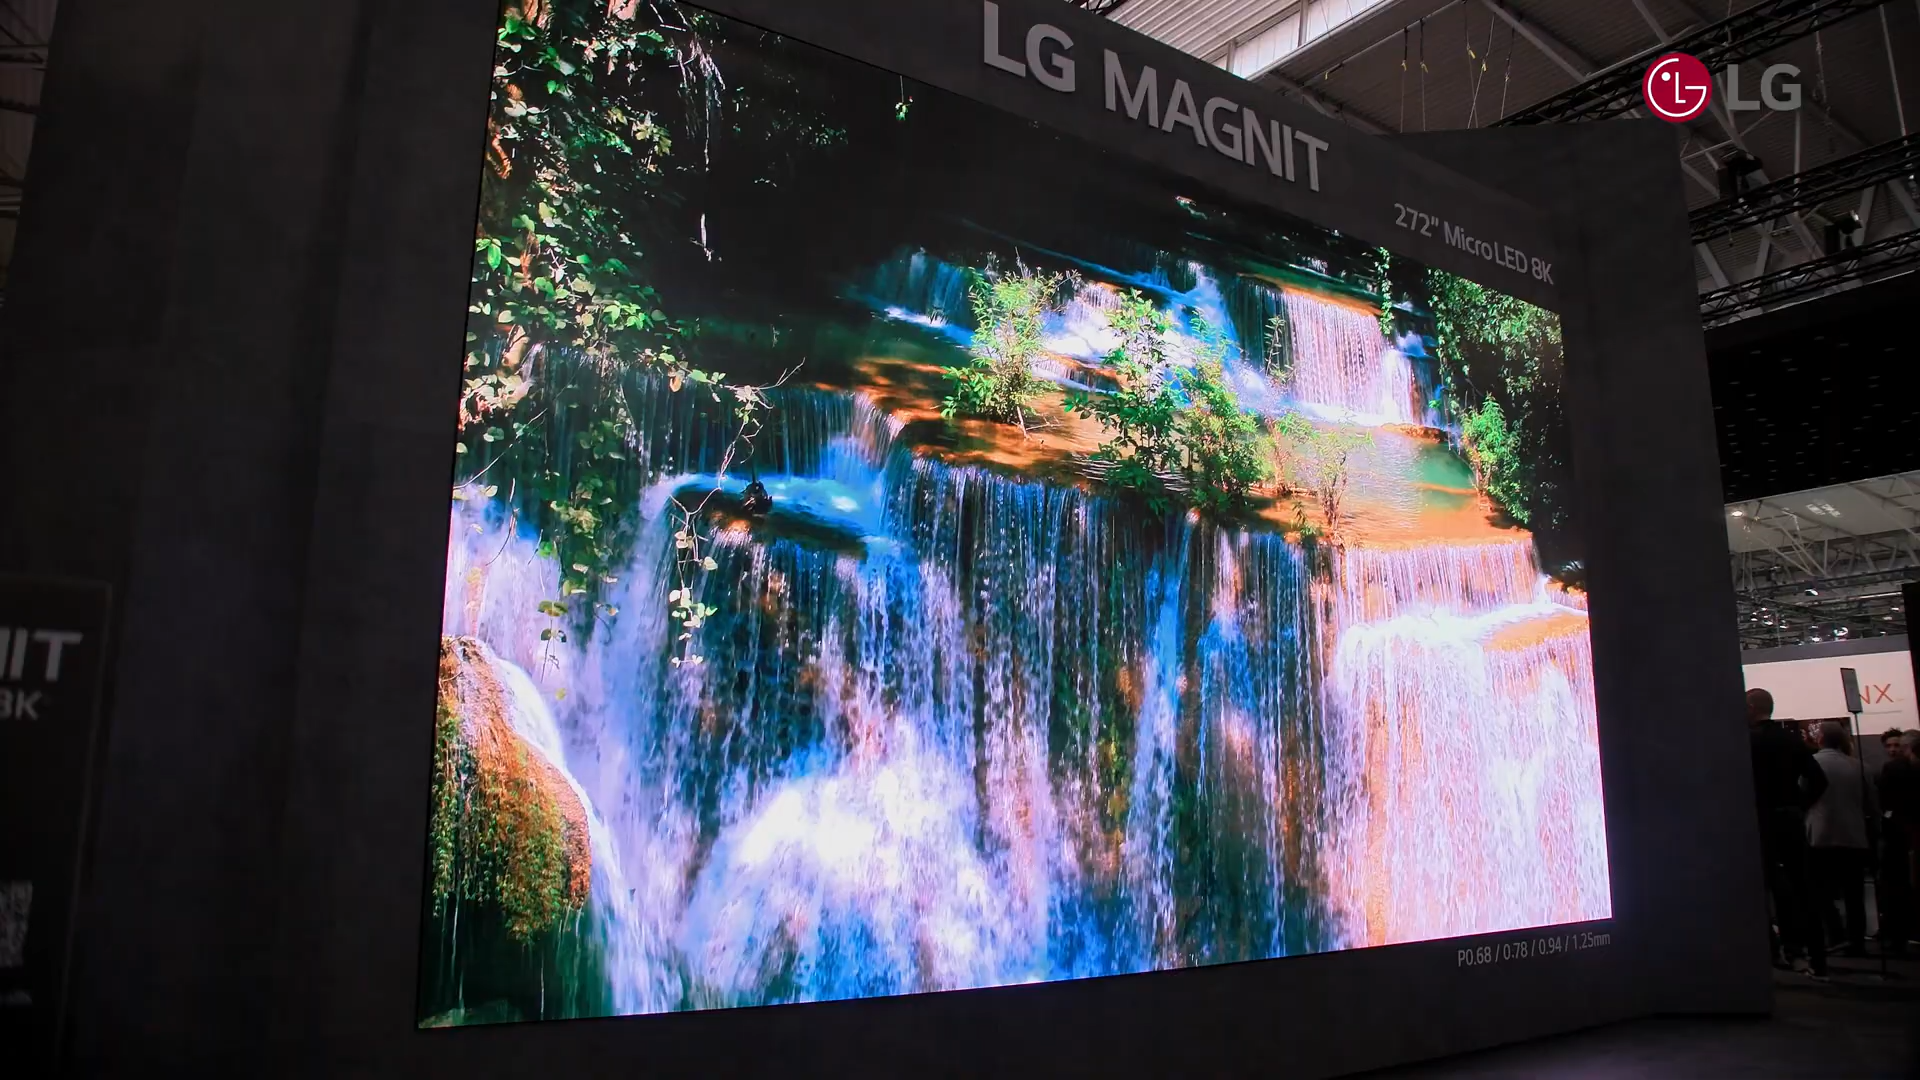 LG MAGNIT
LG
272" Micro LED 8K
NIT
8K
NX
P0.68 / 0.78 / 0.94 / 1.25mm